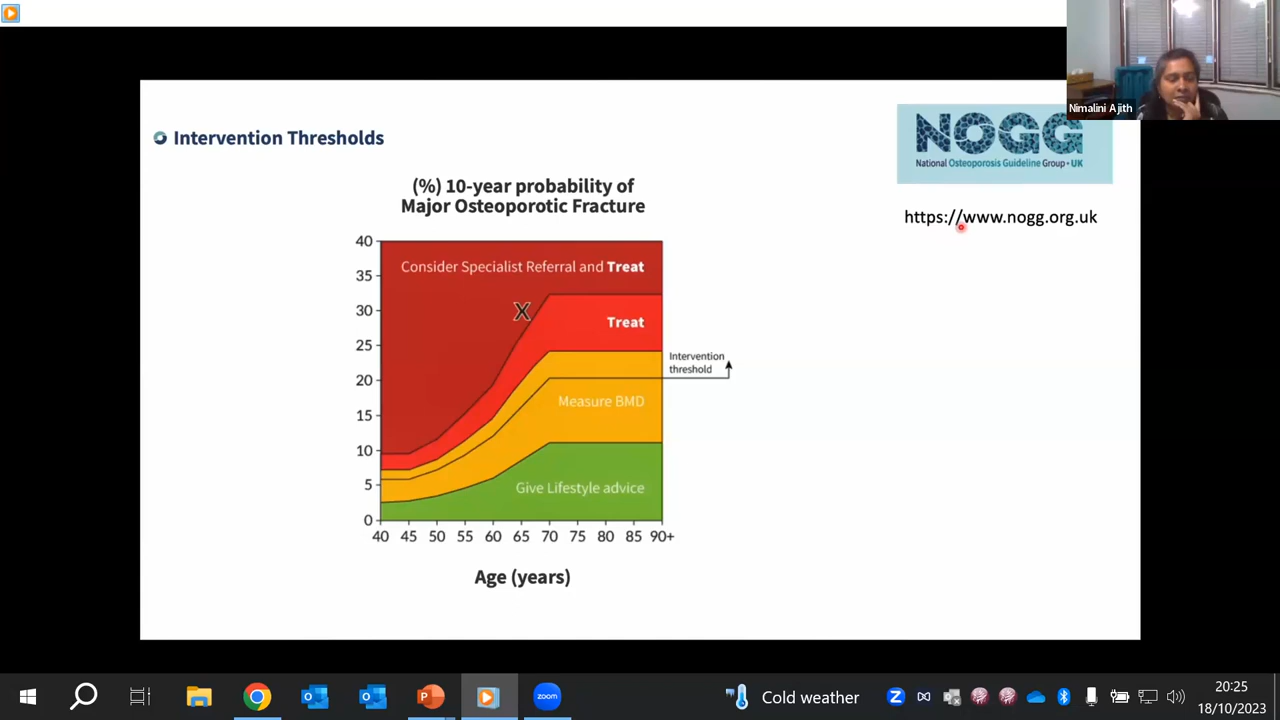 Nimalini Ajith
Intervention Thresholds
NOGG
National Osteoporosis Guideline Group • UK
https://www.nogg.org.uk
(%) 10-year probability of
Major Osteoporotic Fracture
40
35
30
25
20
15
10
5
0
Consider Specialist Referral and Treat
X
Treat
Intervention
threshold
Measure BMD
Give Lifestyle advice
40 45 50 55 60 65 70 75 80 85 90+
Age (years)
zoom
Cold weather
20:25
18/10/2023